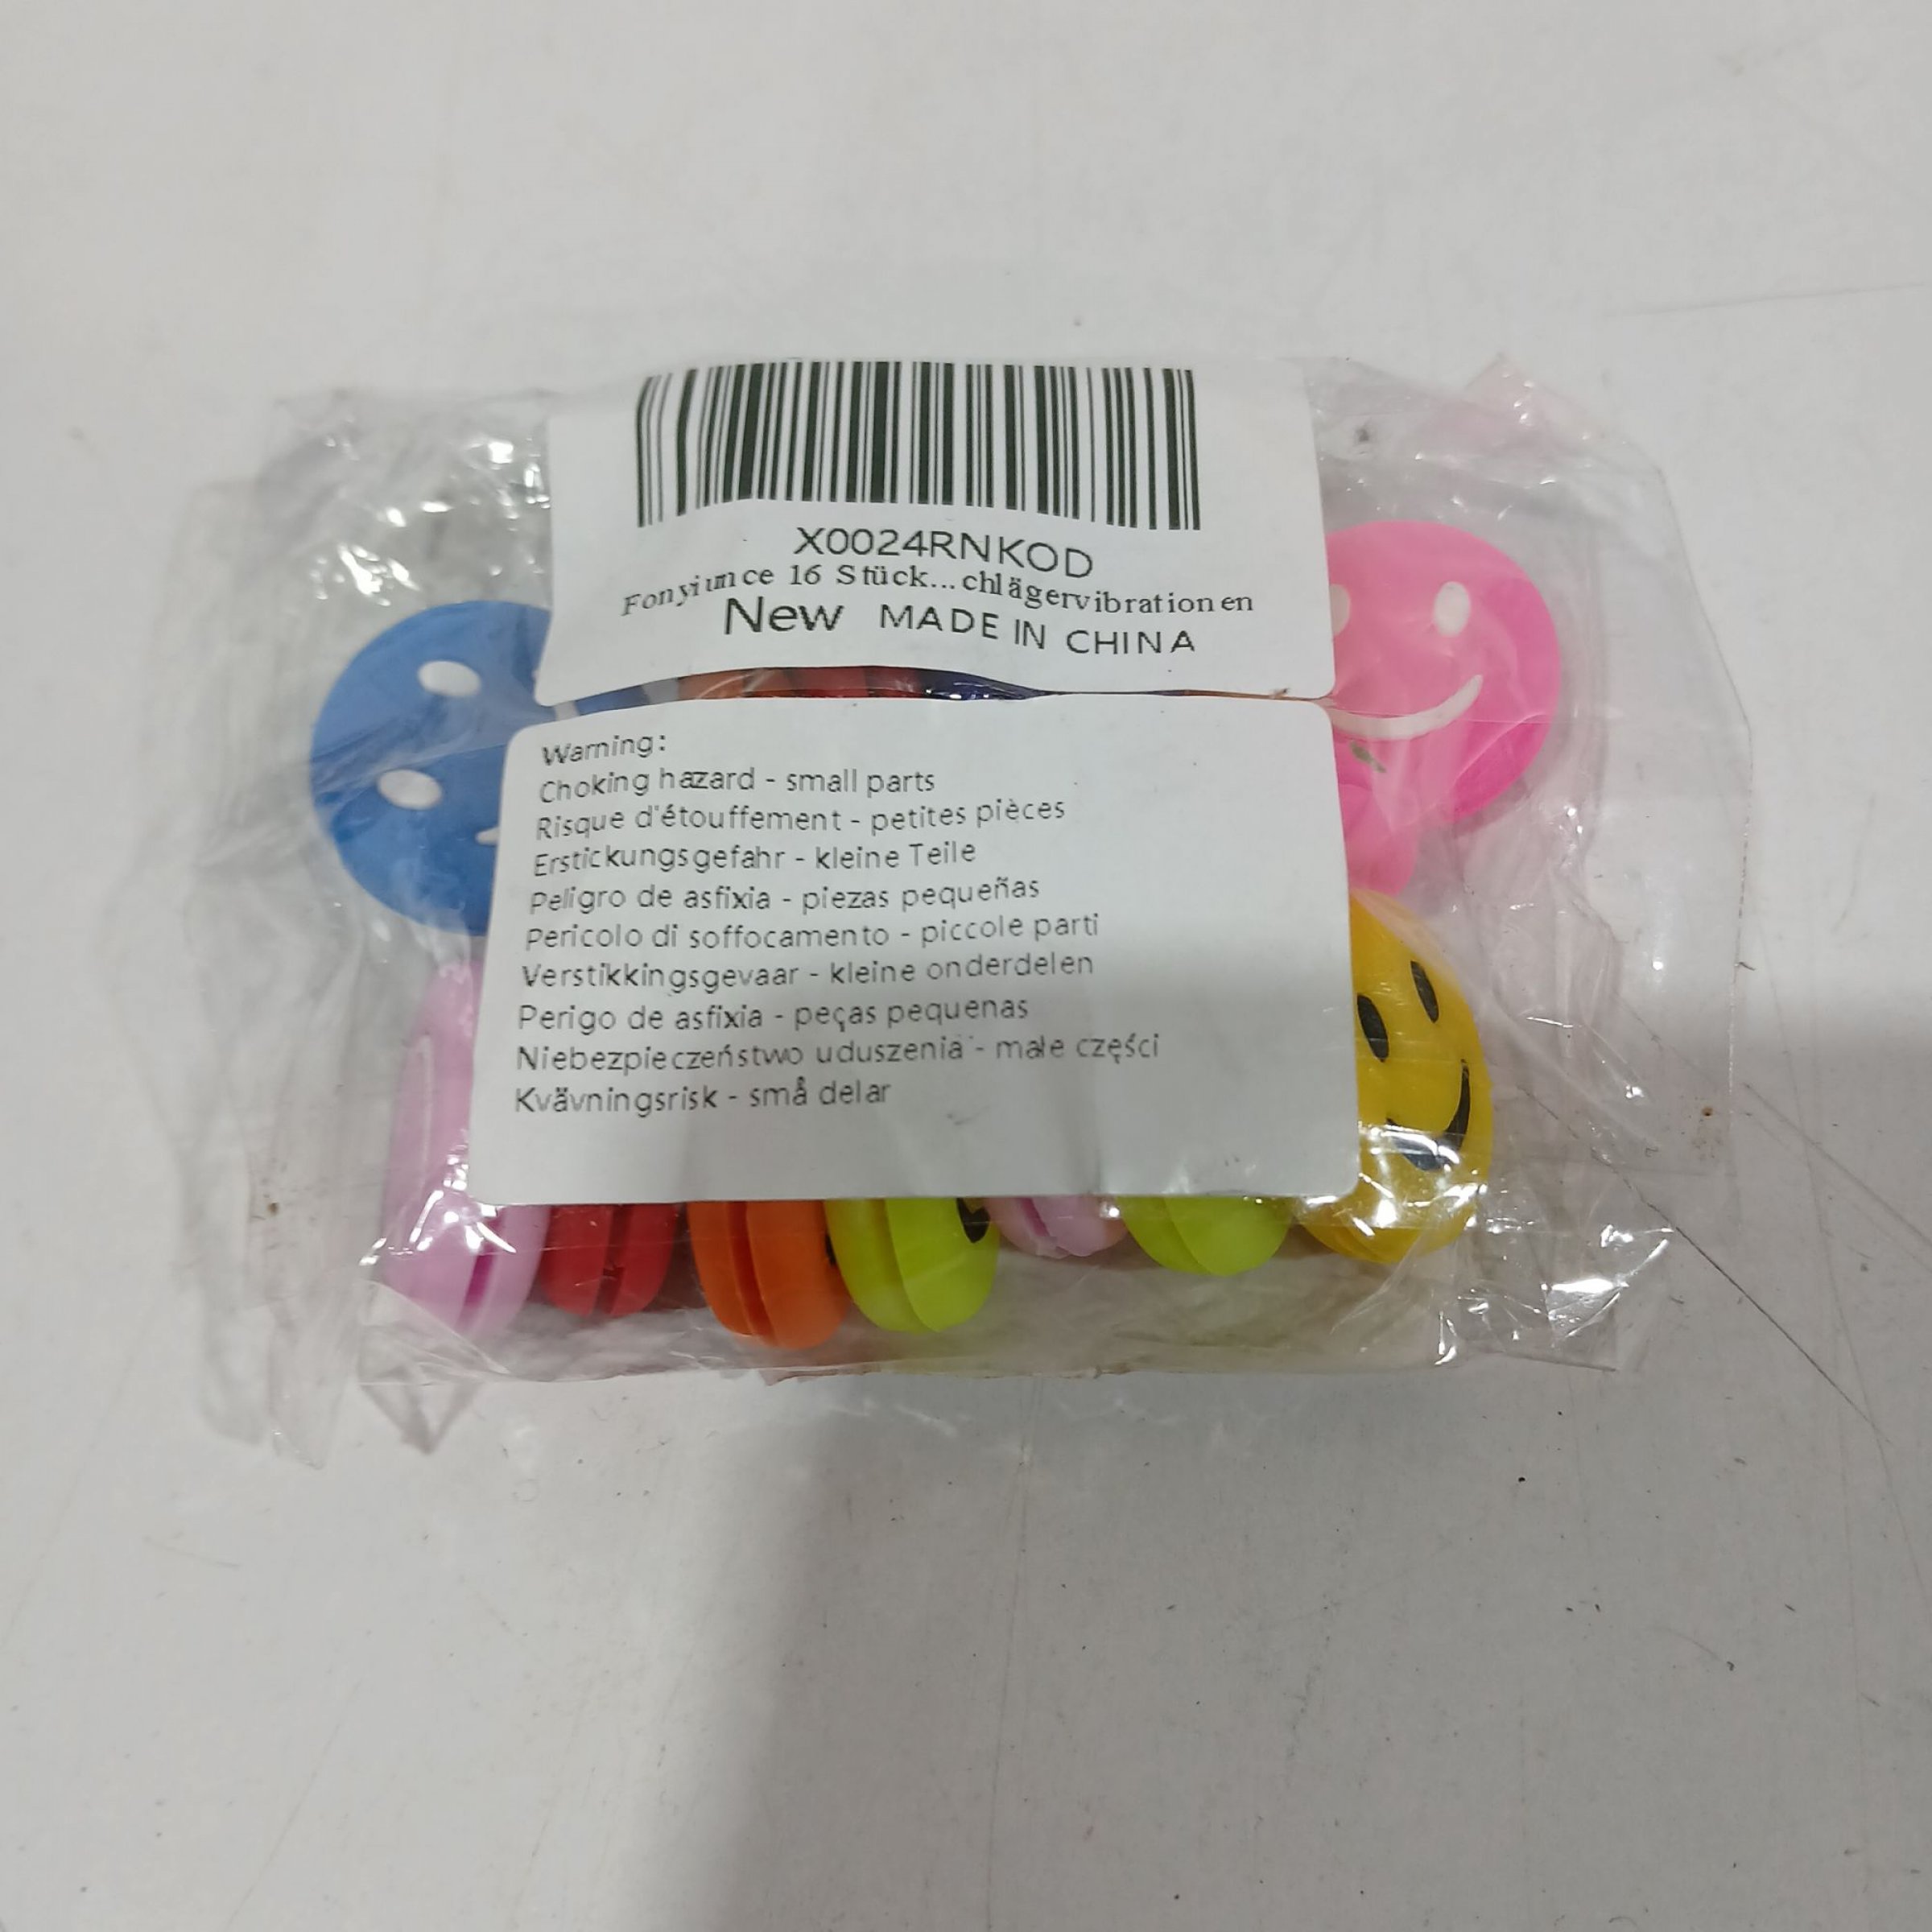 X0024RNKOD
Fonyiunce 16 Stück...chlägervibrationen
New MADE IN CHINA
Warning:
Choking hazard - small parts
Risque d'étouffement - petites pièces
Erstickungsgefahr - kleine Teile
Peligro de asfixia - piezas pequeñas
Pericolo di soffocamento - piccole parti
Verstikkingsgevaar - kleine onderdelen
Perigo de asfixia - peças pequenas
Niebezpieczeństwo uduszenia - małe części
Kvävningsrisk - små delar